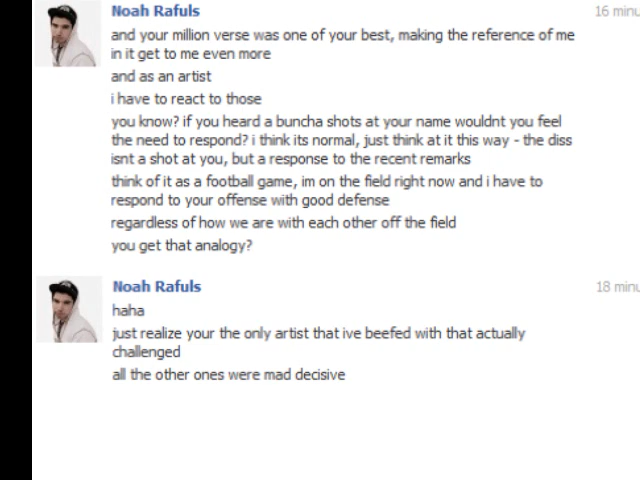 Noah Rafuls 16 minu
and your million verse was one of your best, making the reference of me
in it get to me even more
and as an artist
i have to react to those
you know? if you heard a buncha shots at your name wouldnt you feel
the need to respond? i think its normal, just think at it this way - the diss
isnt a shot at you, but a response to the recent remarks
think of it as a football game, im on the field right now and i have to
respond to your offense with good defense
regardless of how we are with each other off the field
you get that analogy?
Noah Rafuls 18 minu
haha
just realize your the only artist that ive beefed with that actually
challenged
all the other ones were mad decisive